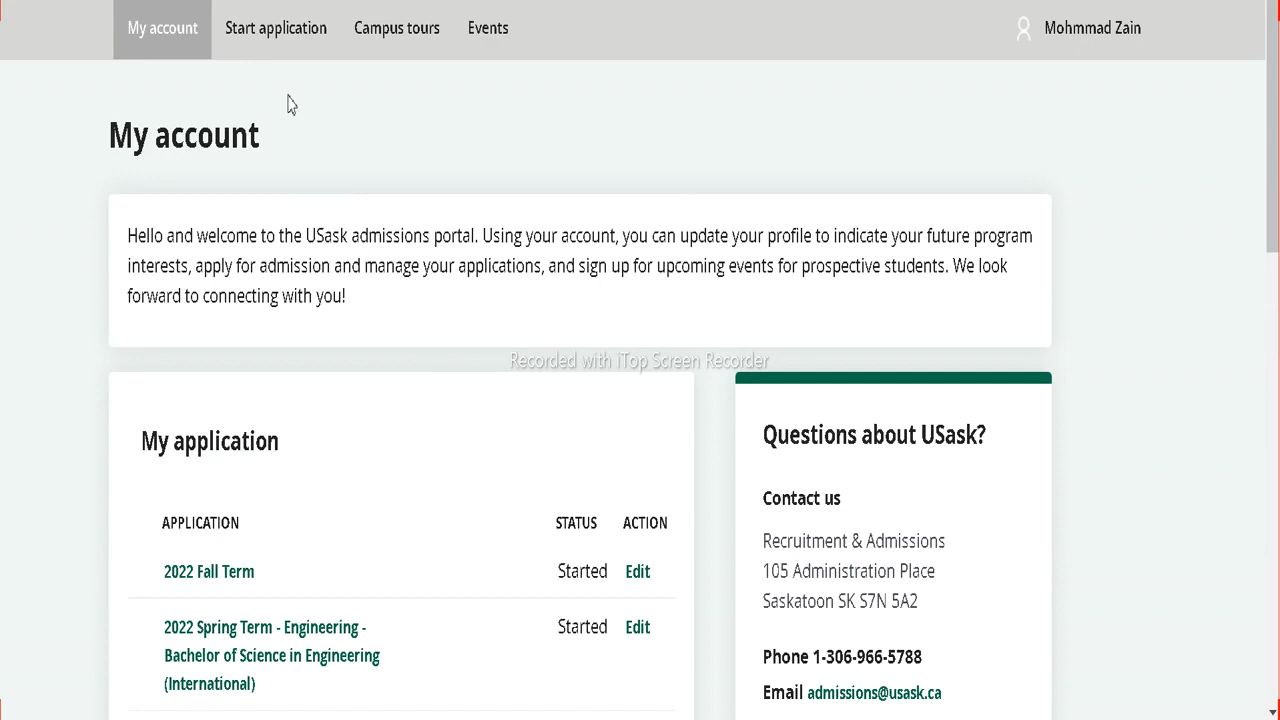 My account Start application Campus tours Events Mohmmad Zain
My account
Hello and welcome to the USask admissions portal. Using your account, you can update your profile to indicate your future program
interests, apply for admission and manage your applications, and sign up for upcoming events for prospective students. We look
forward to connecting with you!
Recorded with iTop Screen Recorder
My application
APPLICATION STATUS ACTION
2022 Fall Term Started Edit
2022 Spring Term - Engineering - Started Edit
Bachelor of Science in Engineering
(International)
Questions about USask?
Contact us
Recruitment & Admissions
105 Administration Place
Saskatoon SK S7N 5A2
Phone 1-306-966-5788
Email admissions@usask.ca